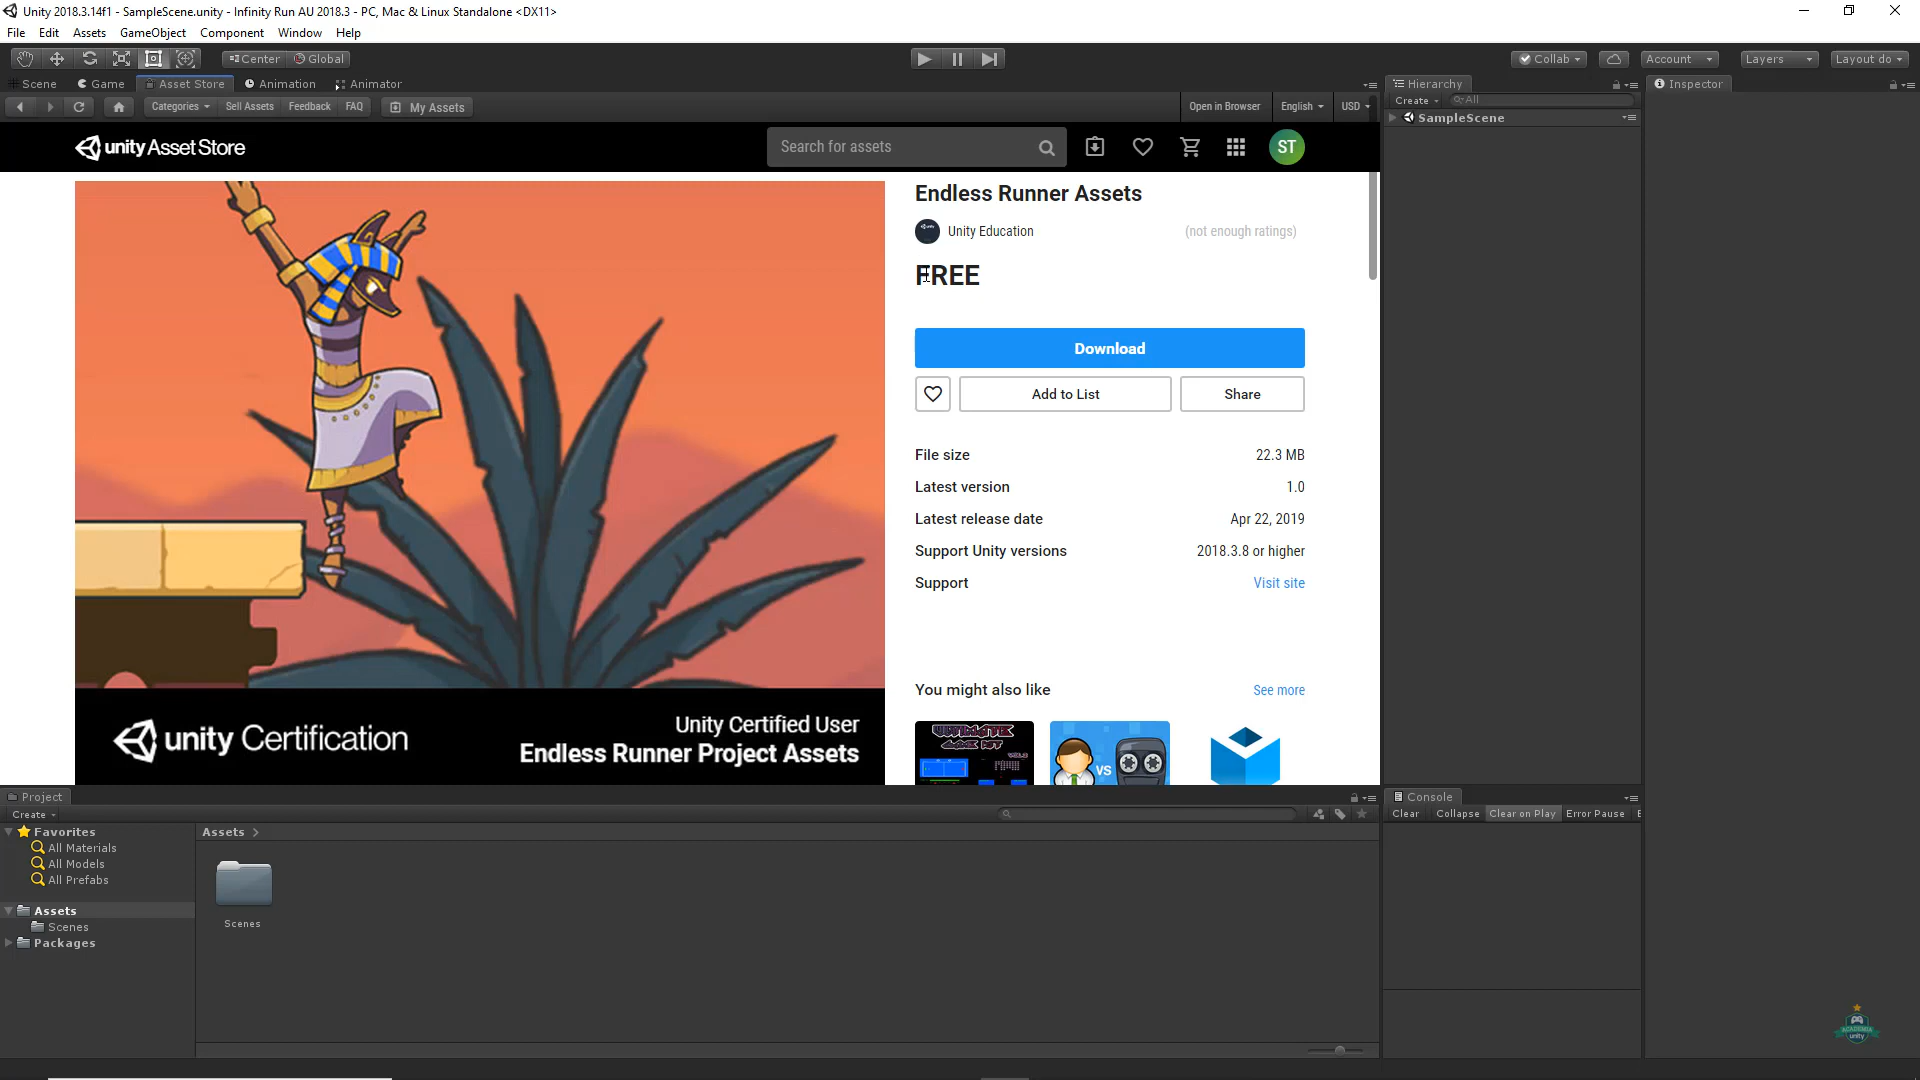 Unity 2018.3.14f1 - SampleScene.unity - Infinity Run AU 2018.3 - PC, Mac & Linux Standalone <DX11>
File Edit Assets GameObject Component Window Help
Center Global
Collab Account Layers Layout do
Scene Game Asset Store Animation Animator
Hierarchy
Inspector
Categories Sell Assets Feedback FAQ My Assets
Open in Browser English USD
Create All
SampleScene
unity Asset Store
Search for assets
ST
Endless Runner Assets
Unity Education
(not enough ratings)
FREE
Download
Add to List
Share
File size 22.3 MB
Latest version 1.0
Latest release date Apr 22, 2019
Support Unity versions 2018.3.8 or higher
Support Visit site
You might also like
See more
VS
unity Certification
Unity Certified User
Endless Runner Project Assets
Project
Create
Favorites
All Materials
All Models
All Prefabs
Assets
Scenes
Packages
Assets
Scenes
Console
Clear Collapse Clear on Play Error Pause
ACADEMIA
unity